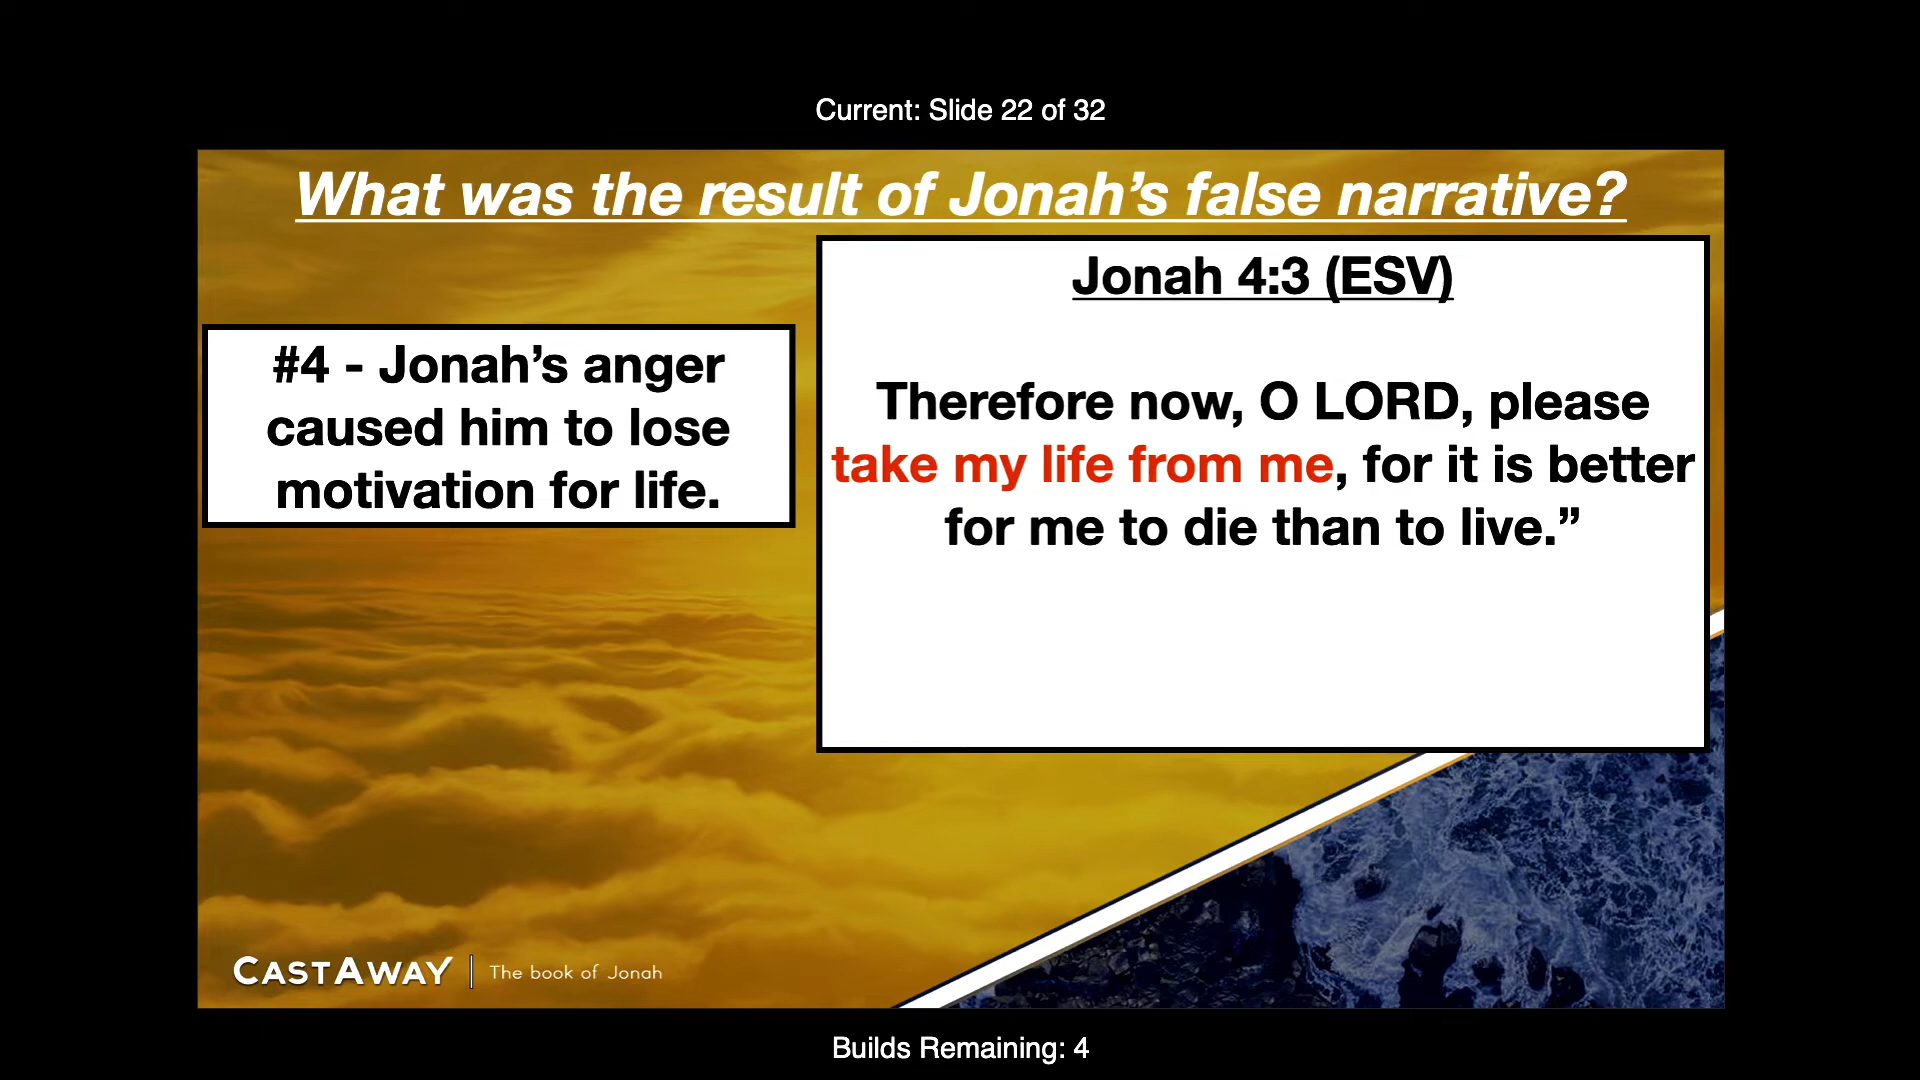 Current: Slide 22 of 32
What was the result of Jonah’s false narrative?
#4 - Jonah’s anger
caused him to lose
motivation for life.
Jonah 4:3 (ESV)
Therefore now, O LORD, please
take my life from me, for it is better
for me to die than to live.”
CASTAWAY | The book of Jonah
Builds Remaining: 4